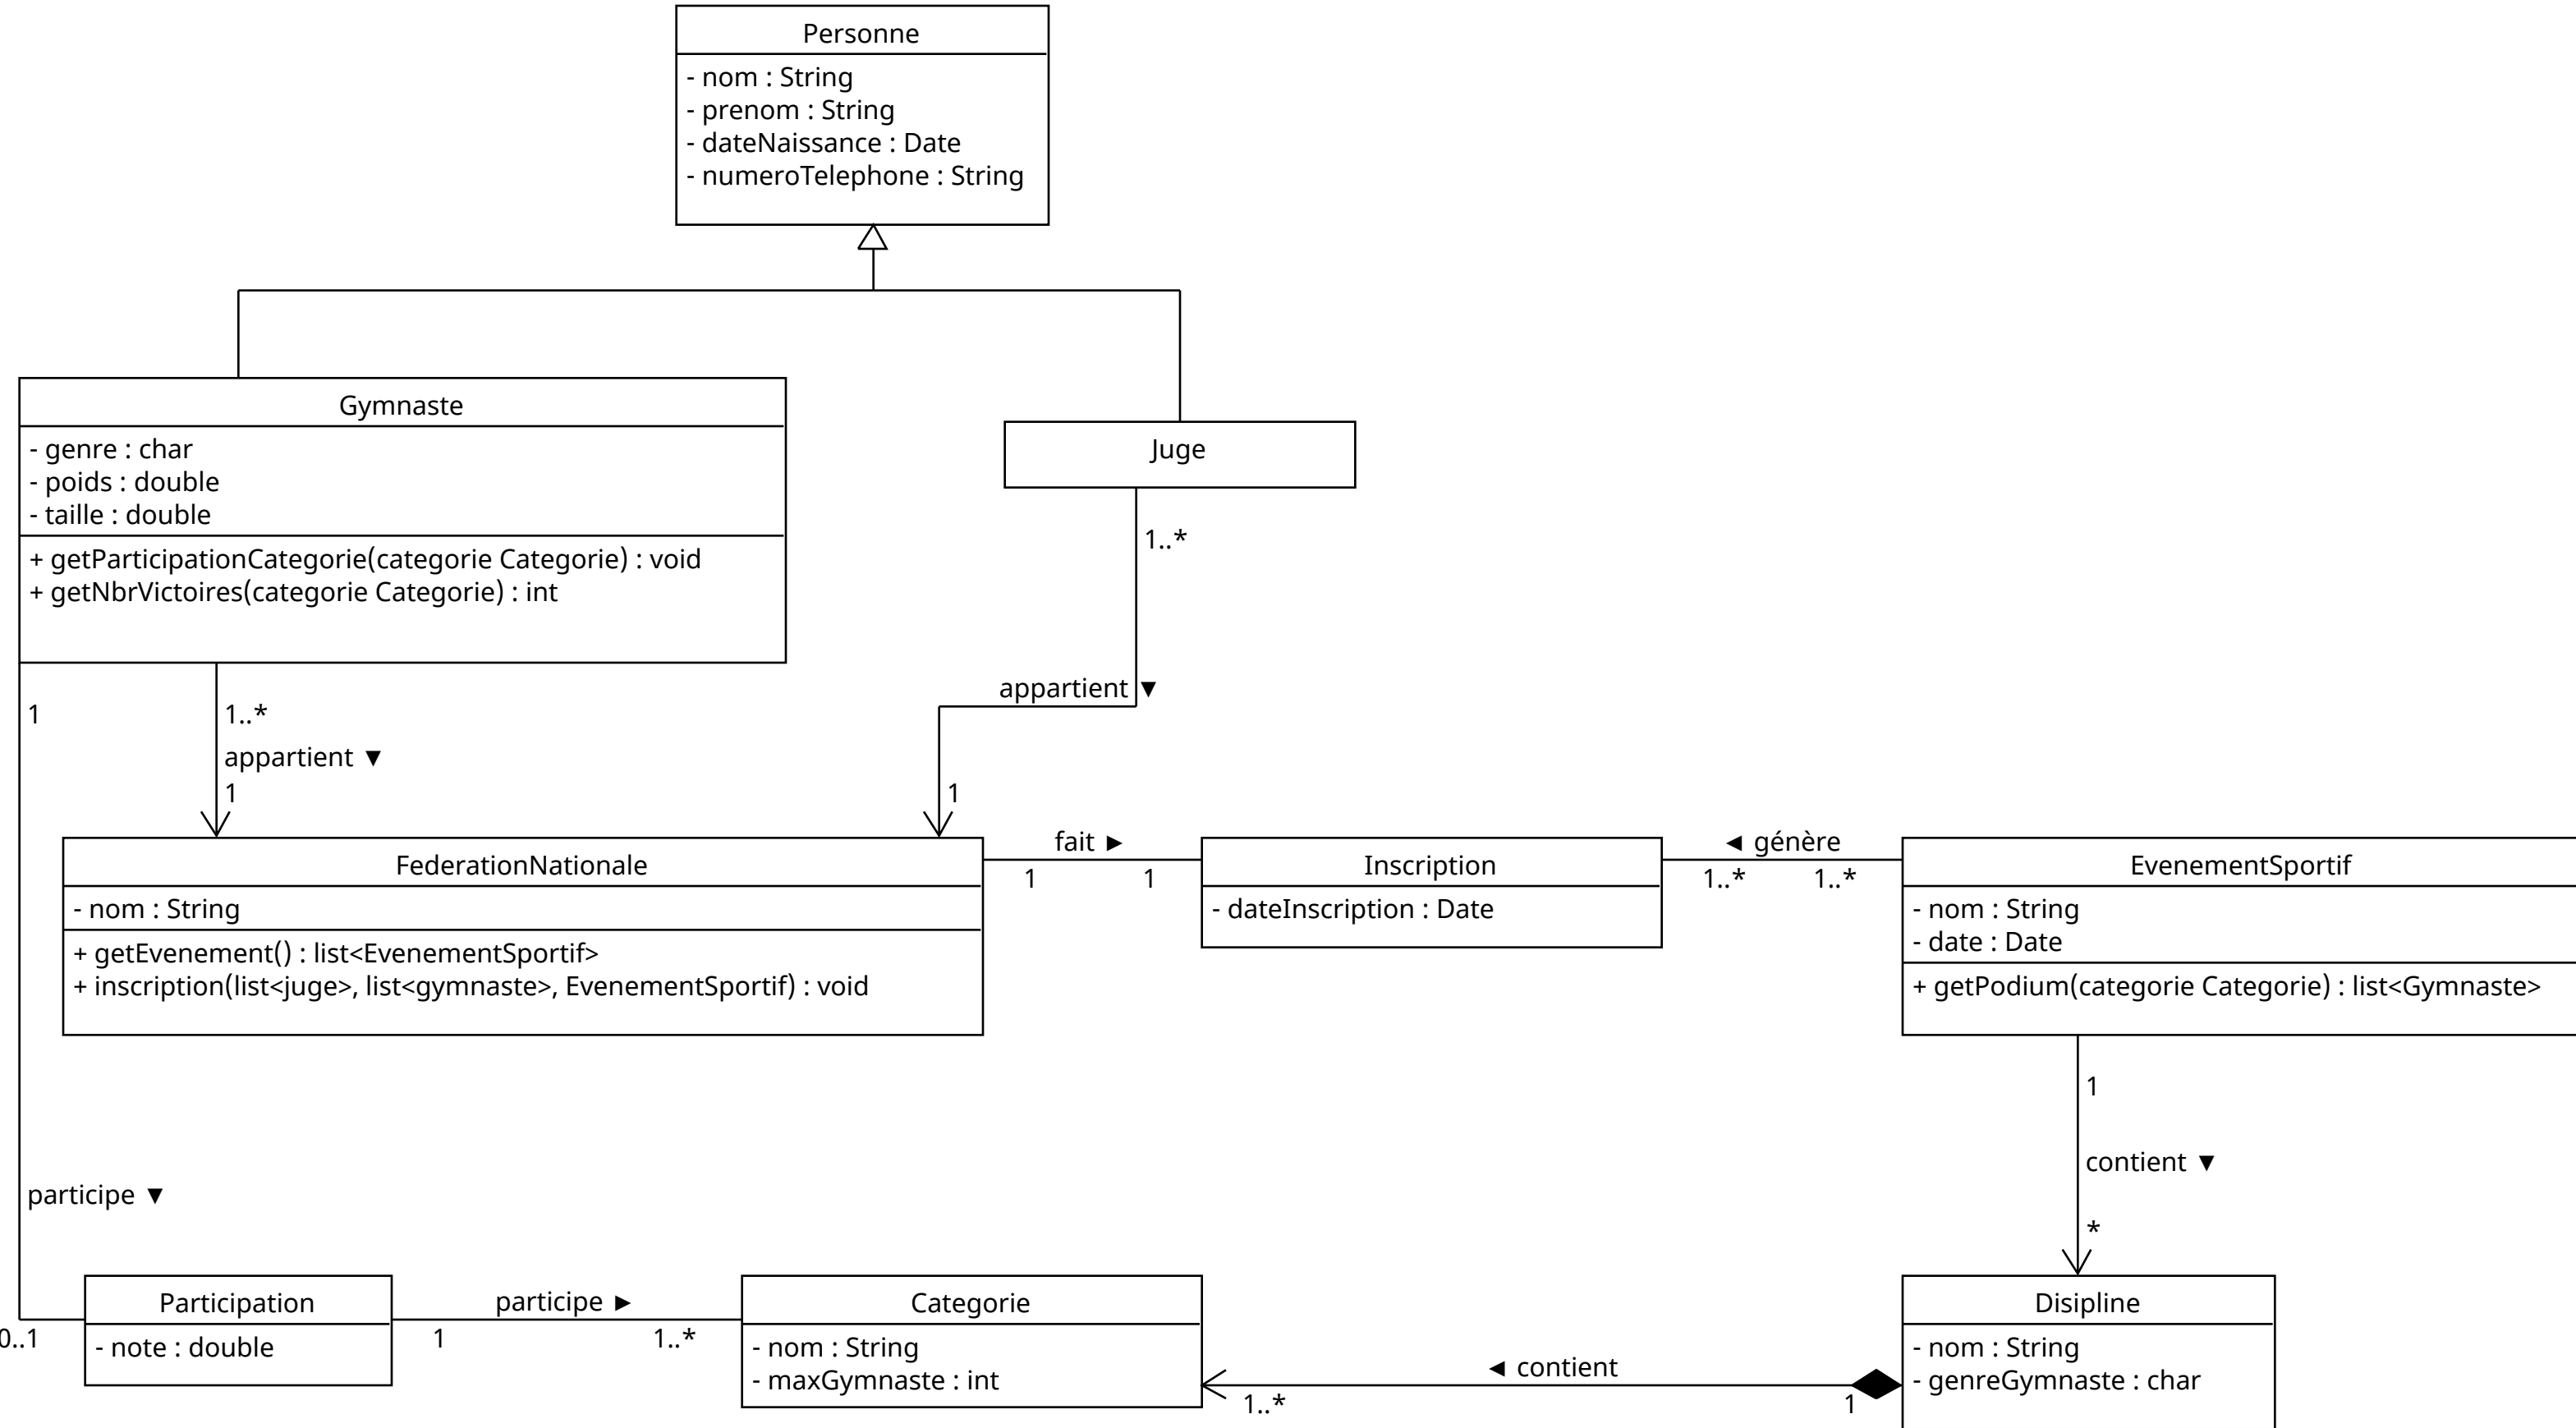 Personne
- nom : String
- prenom : String
- dateNaissance : Date
- numeroTelephone : String
Gymnaste
- genre : char
- poids : double
- taille : double
+ getParticipationCategorie(categorie Categorie) : void
+ getNbrVictoires(categorie Categorie) : int
Juge
1..*
appartient ▼
1
1
1..*
appartient ▼
1
FederationNationale
- nom : String
+ getEvenement() : list<EvenementSportif>
+ inscription(list<juge>, list<gymnaste>, EvenementSportif) : void
fait ►
1 1
Inscription
- dateInscription : Date
◄ génère
1..* 1..*
EvenementSportif
- nom : String
- date : Date
+ getPodium(categorie Categorie) : list<Gymnaste>
1
contient ▼
*
participe ▼
0..1
Participation
- note : double
participe ►
1 1..*
Categorie
- nom : String
- maxGymnaste : int
◄ contient
1..* 1
Disipline
- nom : String
- genreGymnaste : char